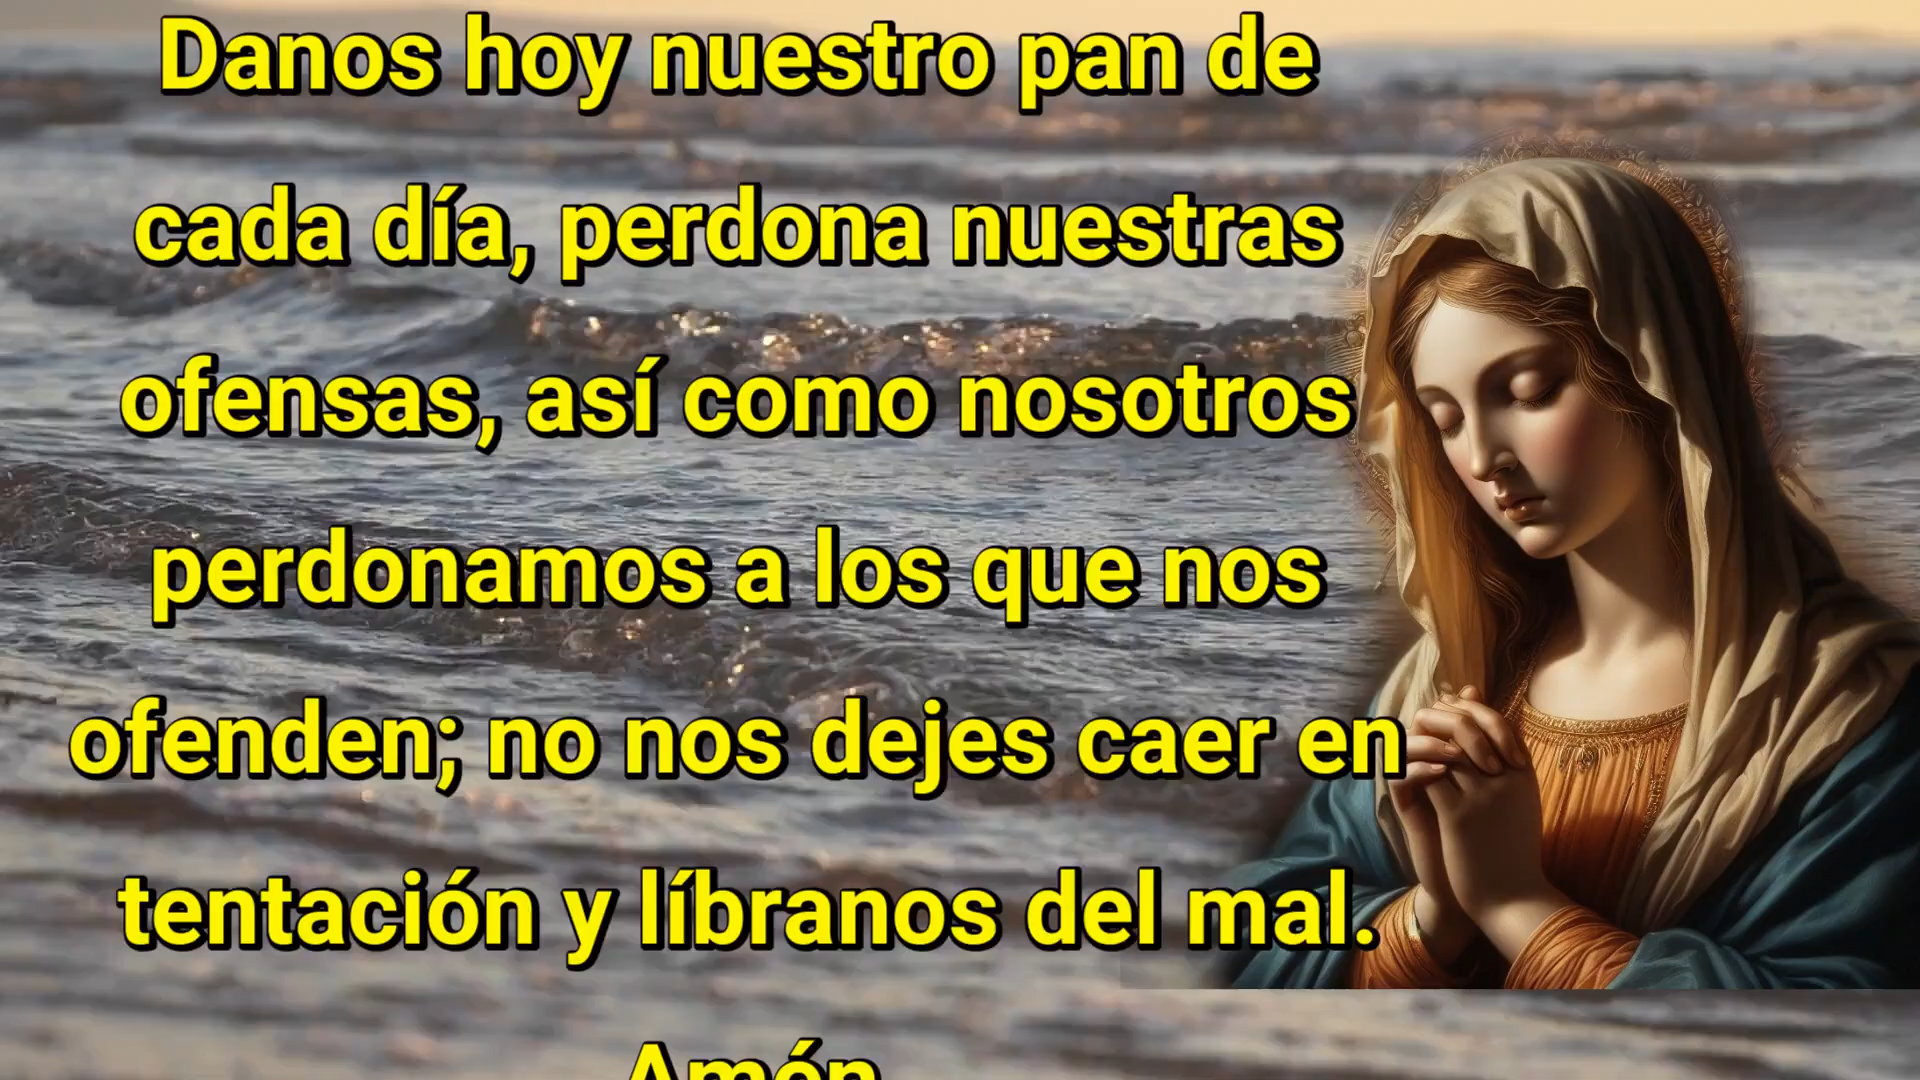 Danos hoy nuestro pan de
cada día, perdona nuestras
ofensas, así como nosotros
perdonamos a los que nos
ofenden; no nos dejes caer en
tentación y líbranos del mal.
Amén